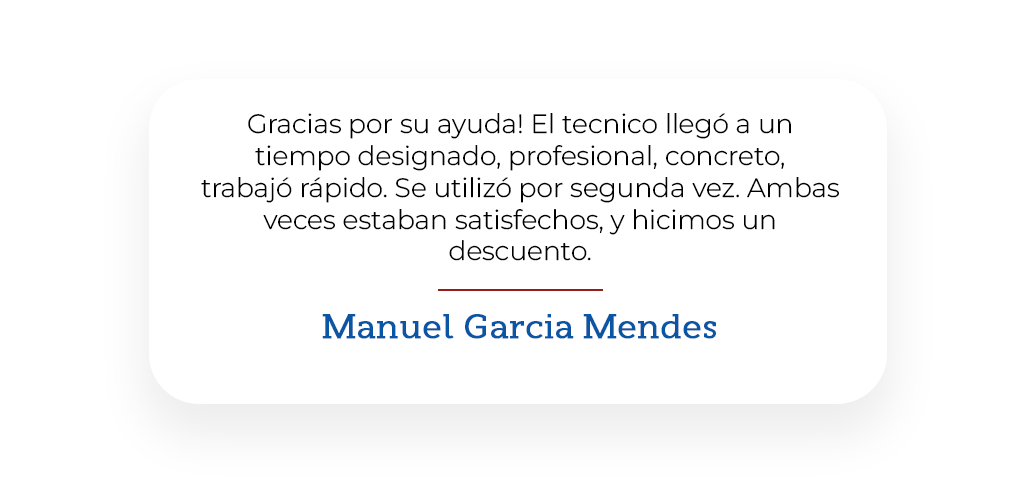 Gracias por su ayuda! El tecnico llegó a un
tiempo designado, profesional, concreto,
trabajó rápido. Se utilizó por segunda vez. Ambas
veces estaban satisfechos, y hicimos un
descuento.
Manuel Garcia Mendes